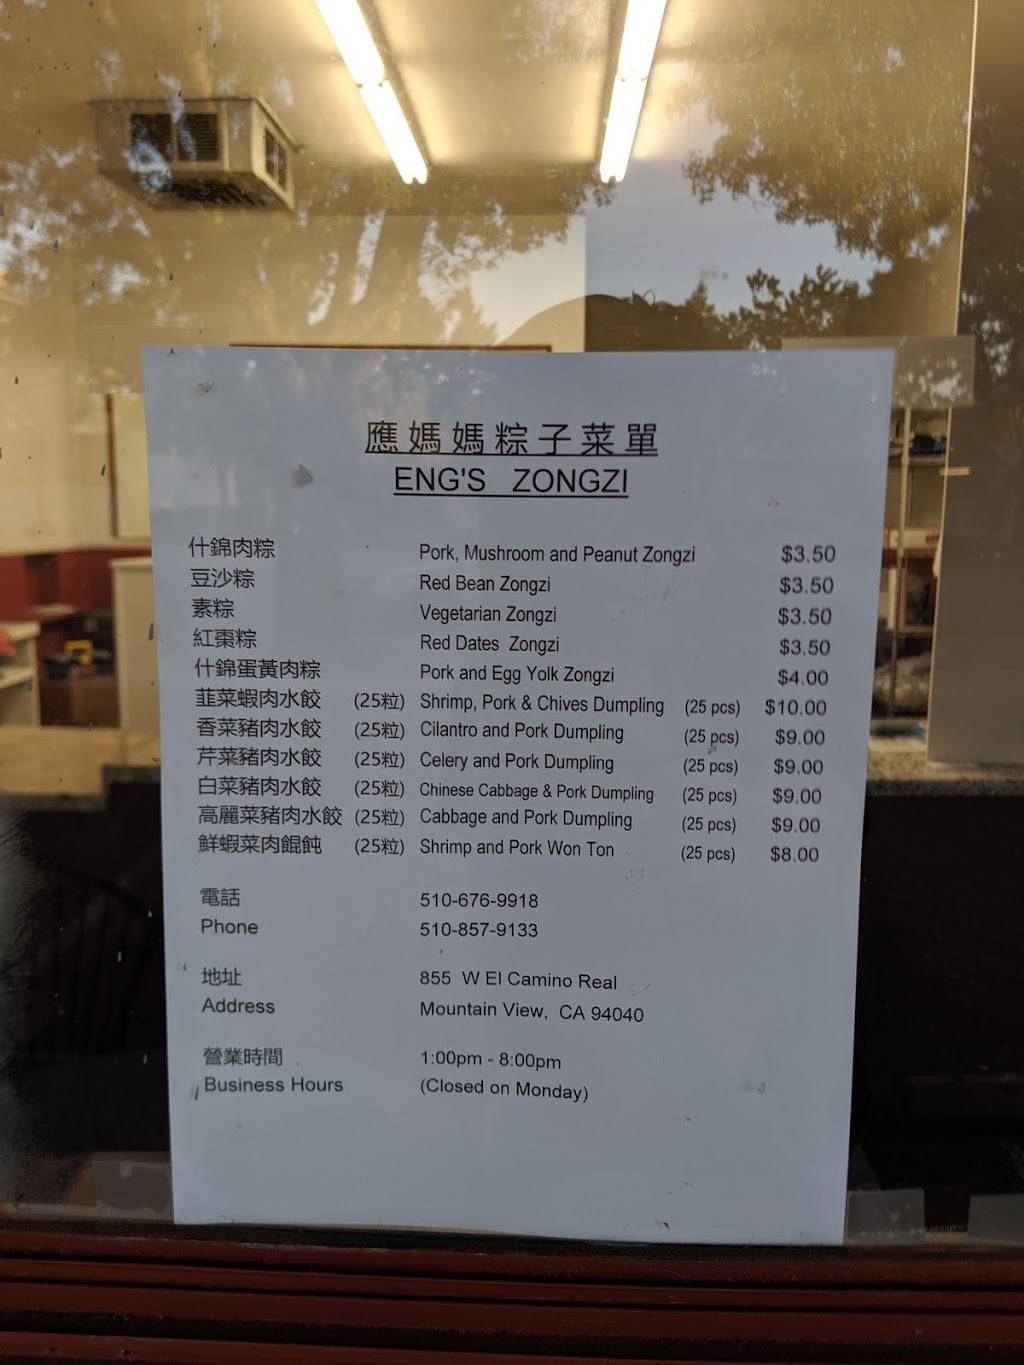 應媽媽粽子菜單
ENG'S ZONGZI
什錦肉粽 Pork, Mushroom and Peanut Zongzi $3.50
豆沙粽 Red Bean Zongzi $3.50
素粽 Vegetarian Zongzi $3.50
紅棗粽 Red Dates Zongzi $3.50
什錦蛋黃肉粽 Pork and Egg Yolk Zongzi $4.00
韮菜蝦肉水餃 (25粒) Shrimp, Pork & Chives Dumpling (25 pcs) $10.00
香菜豬肉水餃 (25粒) Cilantro and Pork Dumpling (25 pcs) $9.00
芹菜豬肉水餃 (25粒) Celery and Pork Dumpling (25 pcs) $9.00
白菜豬肉水餃 (25粒) Chinese Cabbage & Pork Dumpling (25 pcs) $9.00
高麗菜豬肉水餃 (25粒) Cabbage and Pork Dumpling (25 pcs) $9.00
鮮蝦菜肉餛飩 (25粒) Shrimp and Pork Won Ton (25 pcs) $8.00
電話 510-676-9918
Phone 510-857-9133
地址 855 W El Camino Real
Address Mountain View, CA 94040
營業時間 1:00pm - 8:00pm
Business Hours (Closed on Monday)